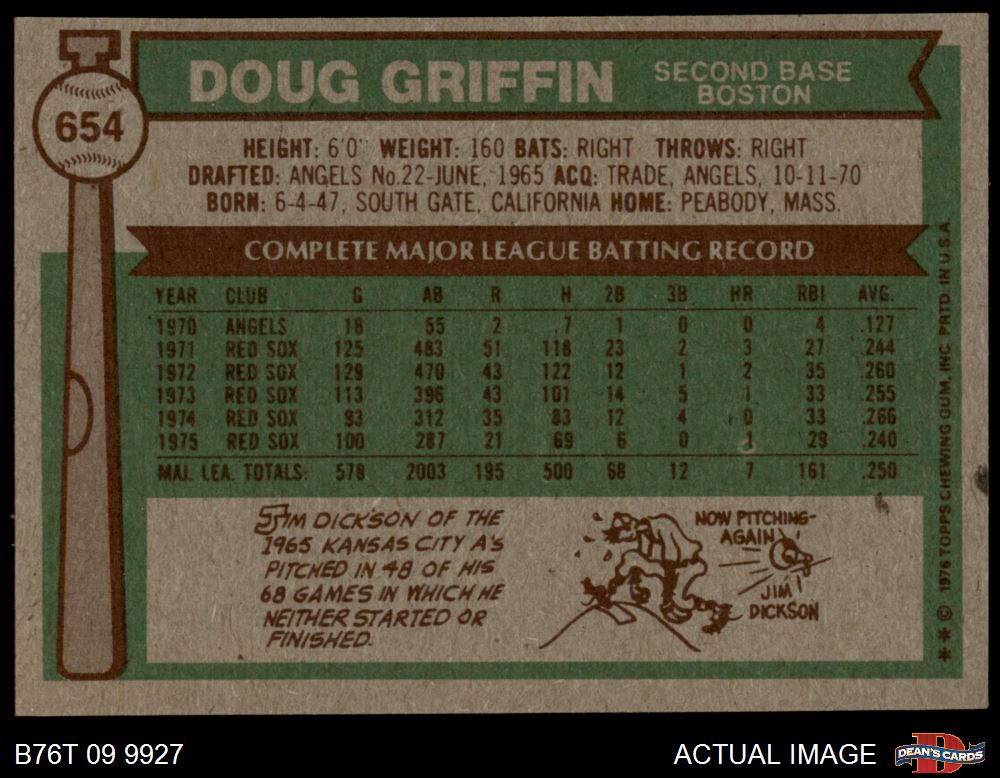 DOUG GRIFFIN
SECOND BASE
BOSTON
654
HEIGHT: 6'0" WEIGHT: 160 BATS: RIGHT THROWS: RIGHT
DRAFTED: ANGELS No.22-JUNE, 1965 ACQ: TRADE, ANGELS, 10-11-70
BORN: 6-4-47, SOUTH GATE, CALIFORNIA HOME: PEABODY, MASS.
COMPLETE MAJOR LEAGUE BATTING RECORD
YEAR CLUB G AB R H 2B 3B HR RBI AVG.
1970 ANGELS 18 55 2 7 1 0 0 4 .127
1971 RED SOX 125 483 51 118 23 2 3 27 .244
1972 RED SOX 129 470 43 122 12 1 2 35 .260
1973 RED SOX 113 396 43 101 14 5 1 33 .255
1974 RED SOX 93 312 35 83 12 4 0 33 .266
1975 RED SOX 100 287 21 69 6 0 1 29 .240
MAJ. LEA. TOTALS: 578 2003 195 500 68 12 7 161 .250
JIM DICKSON OF THE
1965 KANSAS CITY A'S
PITCHED IN 48 OF HIS
68 GAMES IN WHICH HE
NEITHER STARTED OR
FINISHED.
NOW PITCHING-
AGAIN
JIM
DICKSON
** © 1976 TOPPS CHEWING GUM, INC. PRTD. IN U.S.A.
B76T 09 9927
ACTUAL IMAGE
DEAN'S CARDS